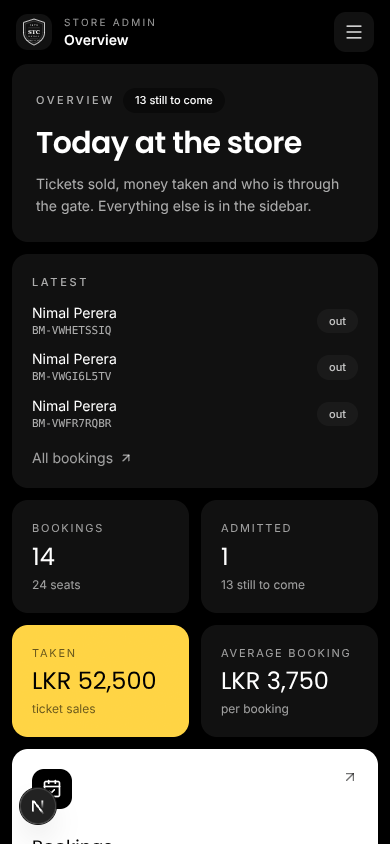 STC
STORE ADMIN
Overview
OVERVIEW
13 still to come
Today at the store
Tickets sold, money taken and who is through
the gate. Everything else is in the sidebar.
LATEST
Nimal Perera
BM-VWHETSSIQ
out
Nimal Perera
BM-VWGI6L5TV
out
Nimal Perera
BM-VWFR7RQBR
out
All bookings
BOOKINGS
14
24 seats
ADMITTED
1
13 still to come
TAKEN
LKR 52,500
ticket sales
AVERAGE BOOKING
LKR 3,750
per booking
N
Bookings